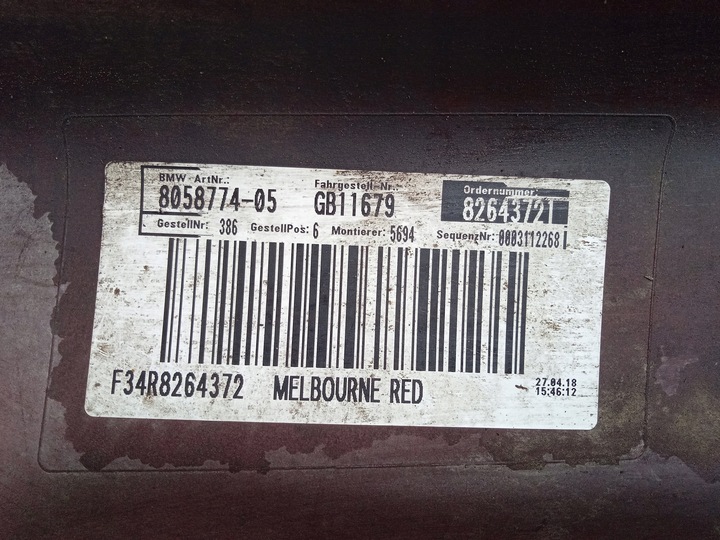 BMW-ArtNr.: Fahrgestell-Nr.: Ordernummer:
8058774-05 GB11679 82643721
GestellNr: 386 GestellPos: 6 Montierer: 5694 SequenzNr: 0003112268
F34R8264372 MELBOURNE RED
27.04.18
15:46:12